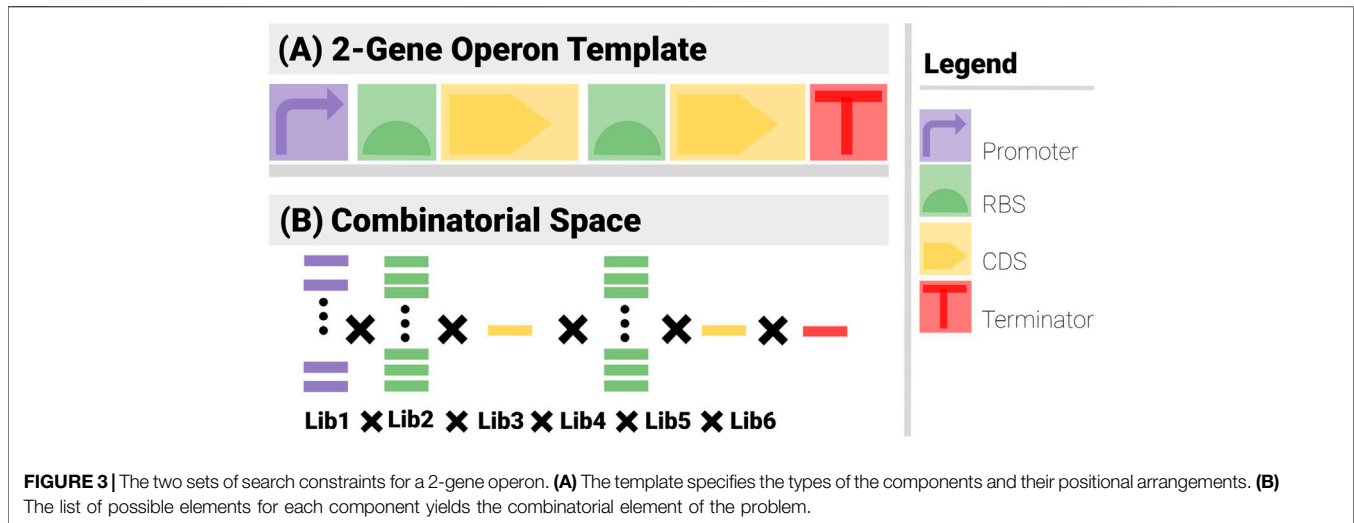 (A) 2-Gene Operon Template
(B) Combinatorial Space
Lib1 × Lib2 × Lib3 × Lib4 × Lib5 × Lib6
Legend
Promoter
RBS
CDS
Terminator
FIGURE 3 | The two sets of search constraints for a 2-gene operon. (A) The template specifies the types of the components and their positional arrangements. (B)
The list of possible elements for each component yields the combinatorial element of the problem.